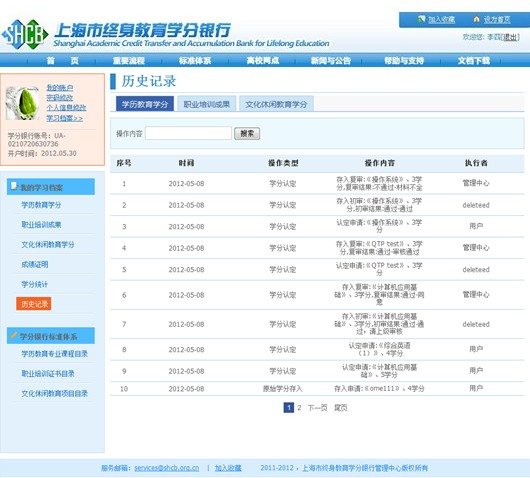 加入收藏 设为首页
SHCB 上海市终身教育学分银行
Shanghai Academic Credit Transfer and Accumulation Bank for Lifelong Education
欢迎您: 李四[退出]
首 页 重要流程 标准体系 高校网点 新闻与公告 帮助与支持 文档下载
我的账户
密码修改
个人信息修改
学习档案>>
学分银行账号: UA-
0210720630736
开户时间: 2012.05.30
我的学习档案
学历教育学分
职业培训成果
文化休闲教育学分
成绩证明
学分统计
历史记录
学分银行标准体系
学历教育专业课程目录
职业培训证书目录
文化休闲教育项目目录
历史记录
学历教育学分 职业培训成果 文化休闲教育学分
操作内容 搜索
序号 时间 操作类型 操作内容 执行者
1 2012-05-08 学分认定 存入复审:《操作系统》、3学
分,复审结果:不通过-材料不全 管理中心
2 2012-05-08 学分认定 存入初审:《操作系统》、3学
分,初审结果:通过-通过 deleteed
3 2012-05-08 学分认定 认定申请:《操作系统》、3学
分 用户
4 2012-05-08 学分认定 存入复审:《QTP test》、3学
分,复审结果:通过-审核通过 管理中心
5 2012-05-08 学分认定 认定申请:《QTP test》、3学
分 deleteed
6 2012-05-08 学分认定 存入复审:《计算机应用基
础》、3学分,复审结果:通过-同
意 管理中心
7 2012-05-08 学分认定 存入初审:《计算机应用基
础》、3学分,初审结果:通过-通
过，请上级审核 deleteed
8 2012-05-08 学分认定 认定申请:《综合英语
（1）》、4学分 用户
9 2012-05-08 学分认定 认定申请:《计算机应用基
础》、5学分 用户
10 2012-05-08 原始学分存入 存入申请:《ome111》、4学分 用户
1 2 下一页 尾页
服务邮箱: services@shcb.org.cn | 加入收藏 2011-2012，上海市终身教育学分银行管理中心版权所有